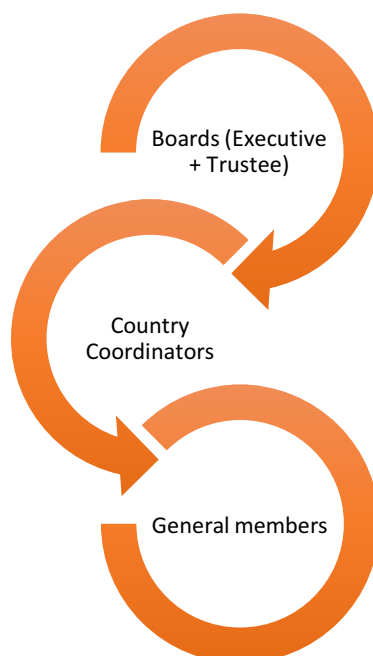 Boards (Executive
+ Trustee)
Country
Coordinators
General members